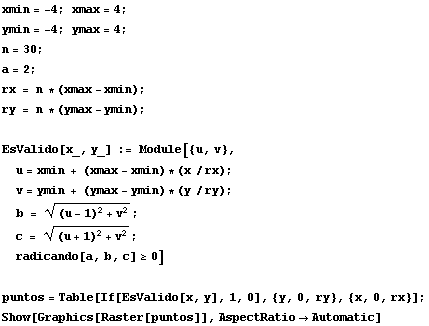 xmin = -4; xmax = 4;
ymin = -4; ymax = 4;
n = 30;
a = 2;
rx = n * (xmax - xmin);
ry = n * (ymax - ymin);
EsValido[x_, y_] := Module[{u, v},
u = xmin + (xmax - xmin) * (x / rx);
v = ymin + (ymax - ymin) * (y / ry);
b = √((u - 1)² + v²) ;
c = √((u + 1)² + v²) ;
radicando[a, b, c] ≥ 0]
puntos = Table[If[EsValido[x, y], 1, 0], {y, 0, ry}, {x, 0, rx}];
Show[Graphics[Raster[puntos]], AspectRatio → Automatic]